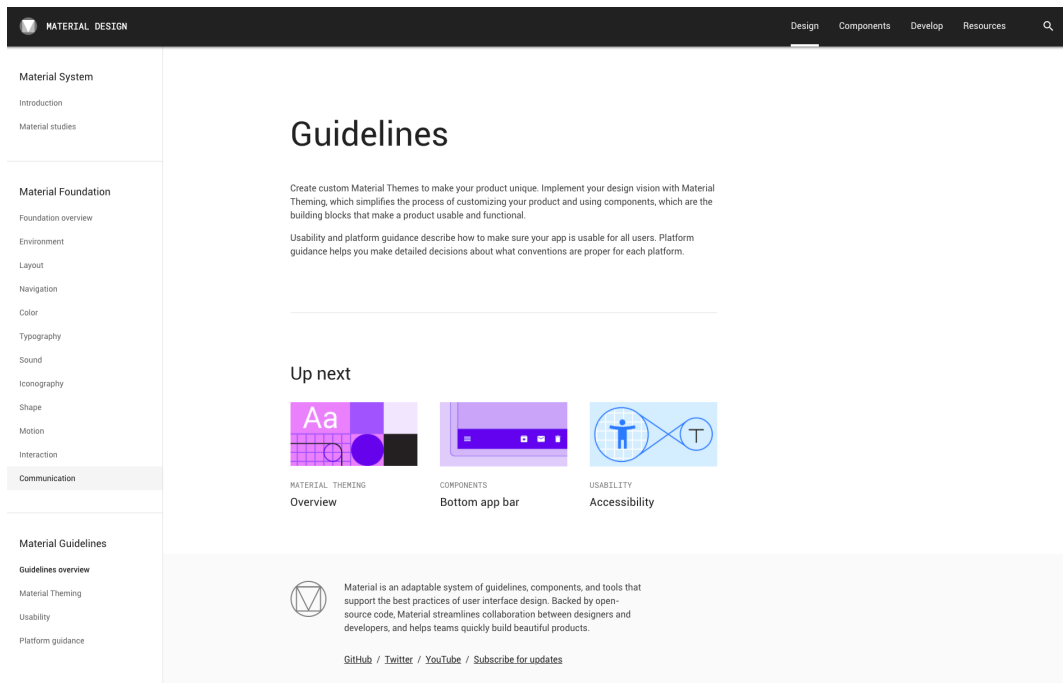 MATERIAL DESIGN
Design
Components
Develop
Resources
Material System
Introduction
Material studies
Material Foundation
Foundation overview
Environment
Layout
Navigation
Color
Typography
Sound
Iconography
Shape
Motion
Interaction
Communication
Material Guidelines
Guidelines overview
Material Theming
Usability
Platform guidance
Guidelines
Create custom Material Themes to make your product unique. Implement your design vision with Material
Theming, which simplifies the process of customizing your product and using components, which are the
building blocks that make a product usable and functional.
Usability and platform guidance describe how to make sure your app is usable for all users. Platform
guidance helps you make detailed decisions about what conventions are proper for each platform.
Up next
Aa
MATERIAL THEMING
Overview
COMPONENTS
Bottom app bar
T
USABILITY
Accessibility
Material is an adaptable system of guidelines, components, and tools that
support the best practices of user interface design. Backed by open-
source code, Material streamlines collaboration between designers and
developers, and helps teams quickly build beautiful products.
GitHub / Twitter / YouTube / Subscribe for updates